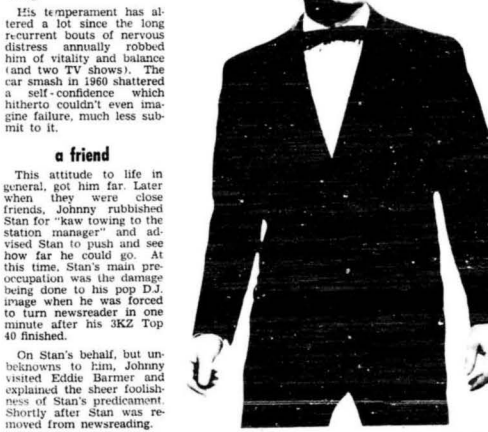 His temperament has al-
tered a lot since the long
recurrent bouts of nervous
distress annually robbed
him of vitality and balance
(and two TV shows). The
car smash in 1960 shattered
a self-confidence which
hitherto couldn't even ima-
gine failure, much less sub-
mit to it.
a friend
This attitude to life in
general, got him far. Later
when they were close
friends, Johnny rubbished
Stan for "kaw towing to the
station manager" and ad-
vised Stan to push and see
how far he could go. At
this time, Stan's main pre-
occupation was the damage
being done to his pop D.J.
image when he was forced
to turn newsreader in one
minute after his 3KZ Top
40 finished.
On Stan's behalf, but un-
beknowns to him, Johnny
visited Eddie Barmer and
explained the sheer foolish-
ness of Stan's predicament.
Shortly after Stan was re-
moved from newsreading.